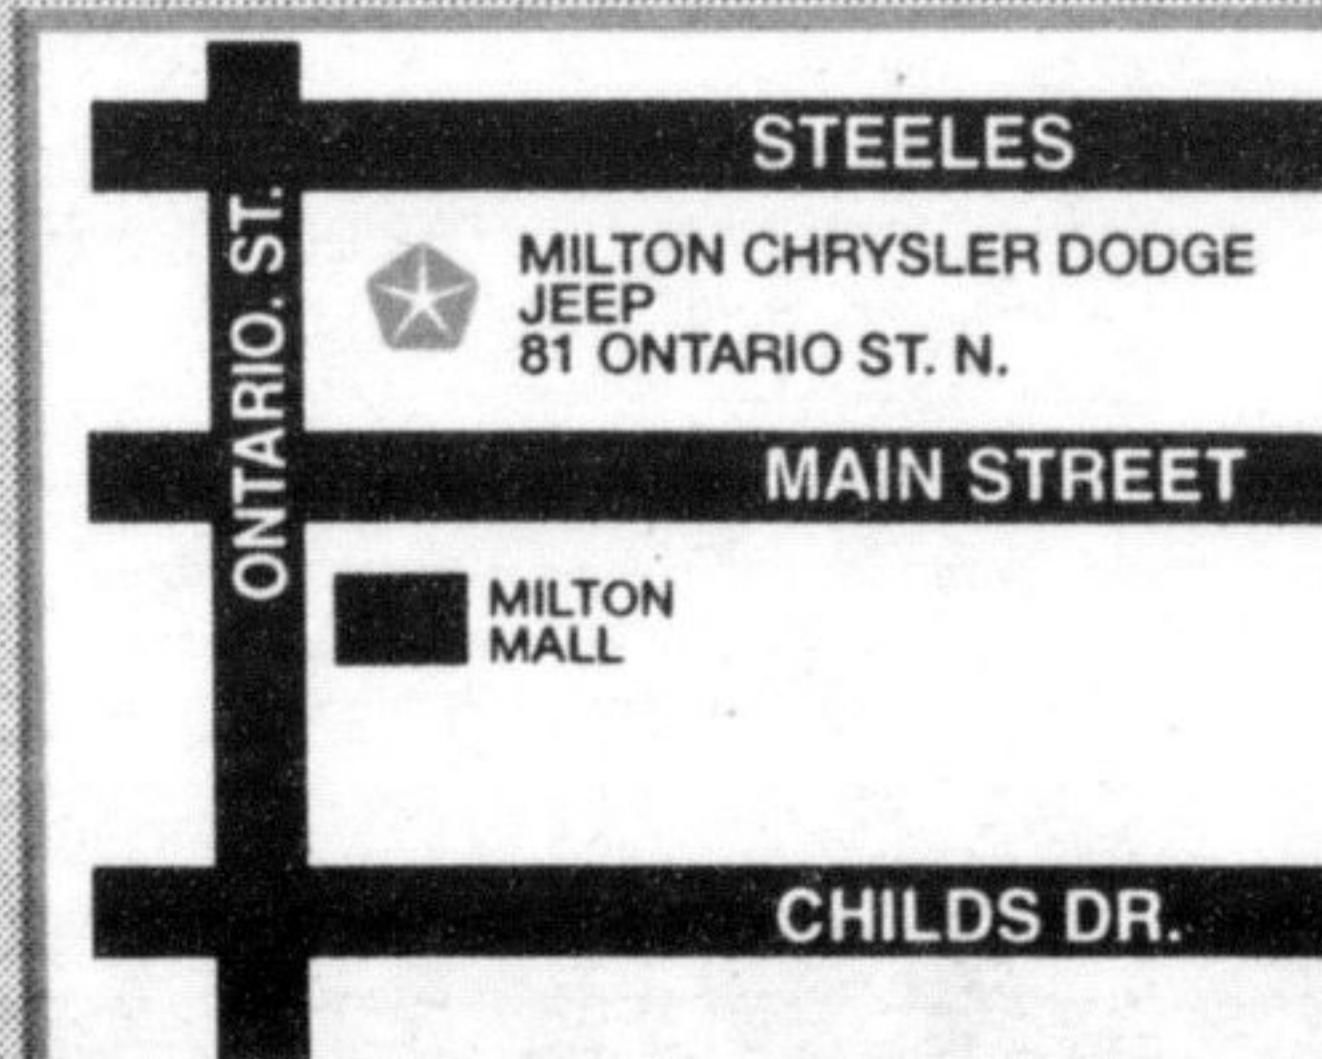 STEELES
ONTARIO. ST.
MILTON CHRYSLER DODGE
JEEP
81 ONTARIO ST. N.
MAIN STREET
MILTON
MALL
CHILDS DR.